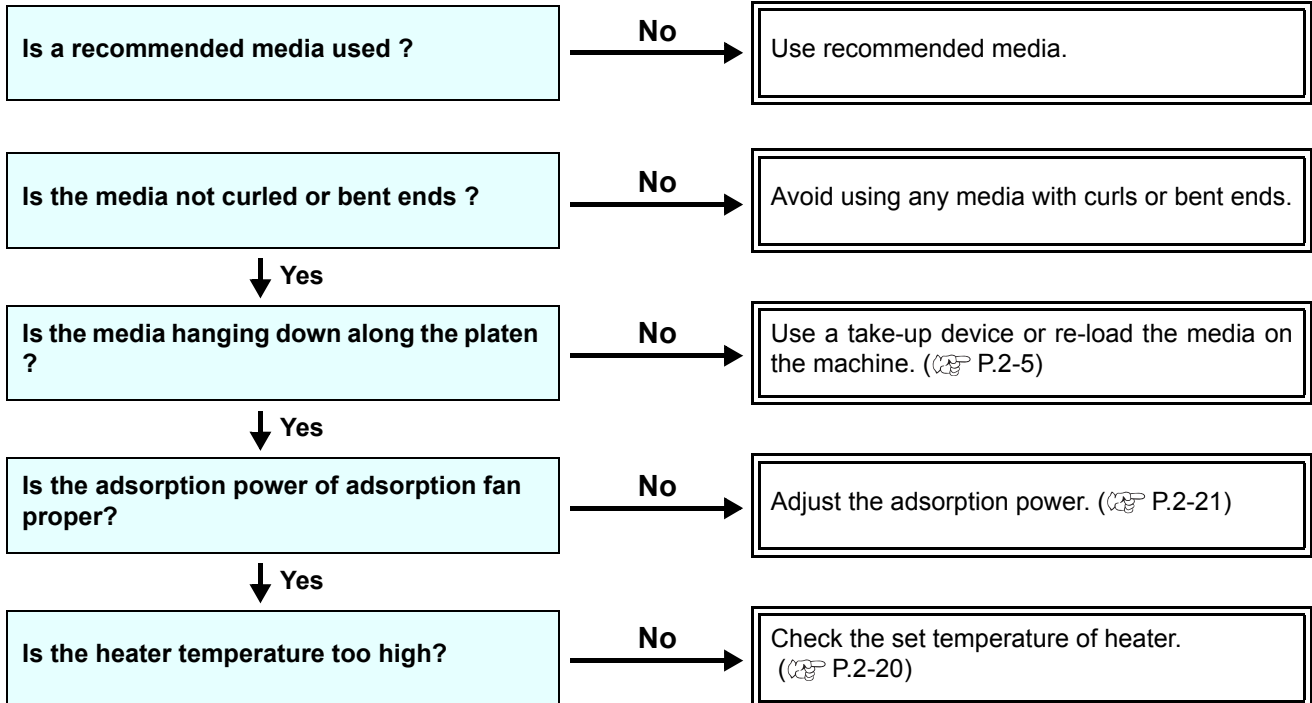 Is a recommended media used ?
No
Use recommended media.
Is the media not curled or bent ends ?
No
Avoid using any media with curls or bent ends.
Yes
Is the media hanging down along the platen
?
No
Use a take-up device or re-load the media on
the machine. (☞ P.2-5)
Yes
Is the adsorption power of adsorption fan
proper?
No
Adjust the adsorption power. (☞ P.2-21)
Yes
Is the heater temperature too high?
No
Check the set temperature of heater.
(☞ P.2-20)